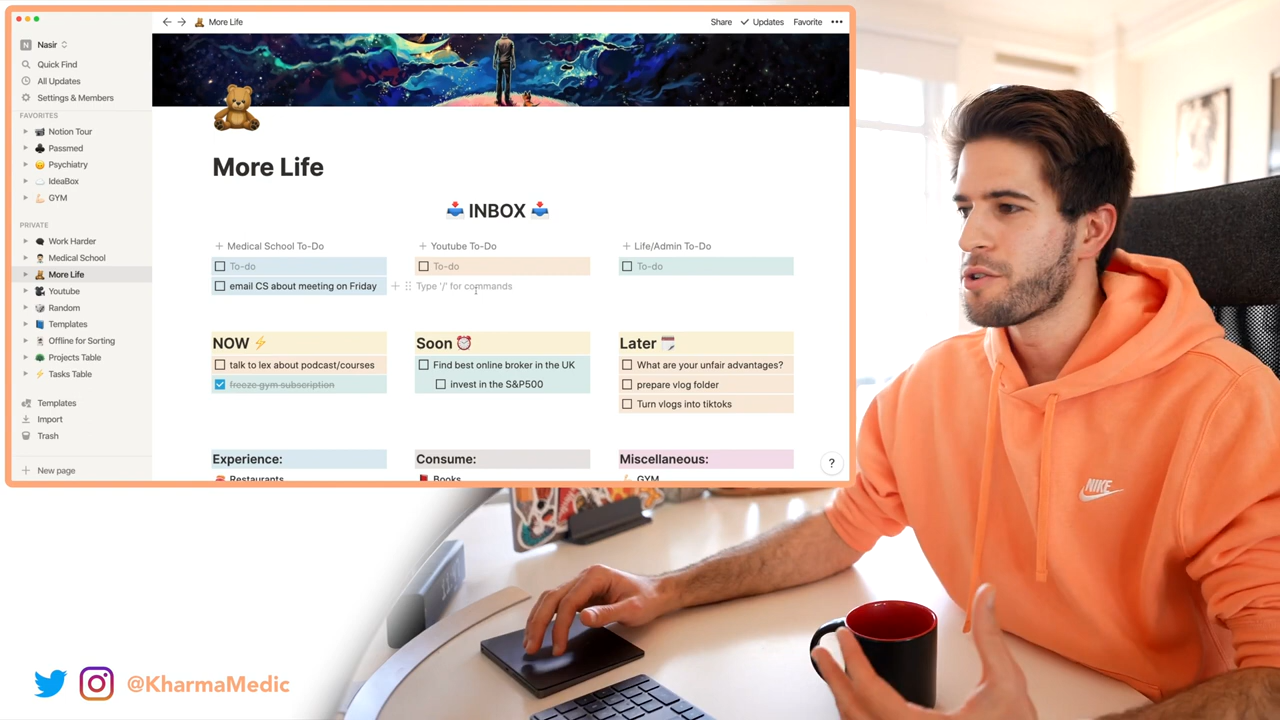 N Nasir
Quick Find
All Updates
Settings & Members
FAVORITES
Notion Tour
Passmed
Psychiatry
IdeaBox
GYM
PRIVATE
Work Harder
Medical School
More Life
Youtube
Random
Templates
Offline for Sorting
Projects Table
Tasks Table
Templates
Import
Trash
New page
More Life
Share Updates Favorite
More Life
INBOX
Medical School To-Do
To-do
email CS about meeting on Friday
Youtube To-Do
To-do
Type '/' for commands
Life/Admin To-Do
To-do
NOW
talk to lex about podcast/courses
freeze gym subscription
Soon
Find best online broker in the UK
invest in the S&P500
Later
What are your unfair advantages?
prepare vlog folder
Turn vlogs into tiktoks
Experience:
Restaurants
Consume:
Books
Miscellaneous:
GYM
?
NIKE
@KharmaMedic